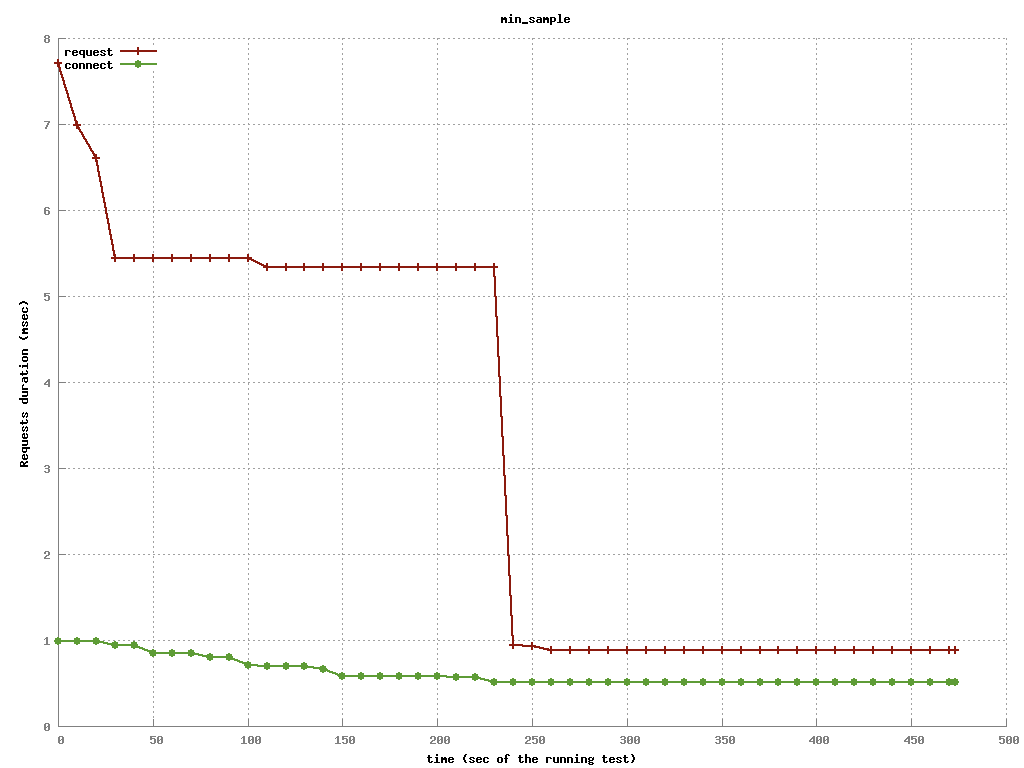 min_sample
8
request
connect
7
6
5
4
3
2
1
0
Requests duration (msec)
0 50 100 150 200 250 300 350 400 450 500
time (sec of the running test)